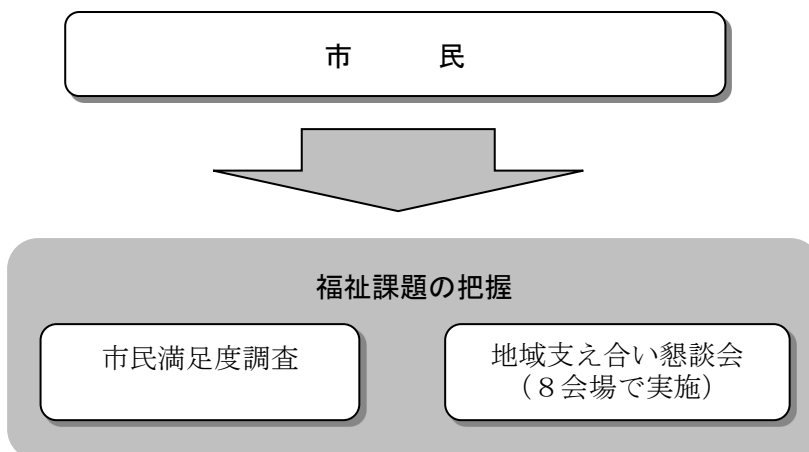 市　　　民
福祉課題の把握
市民満足度調査
地域支え合い懇談会
（８会場で実施）